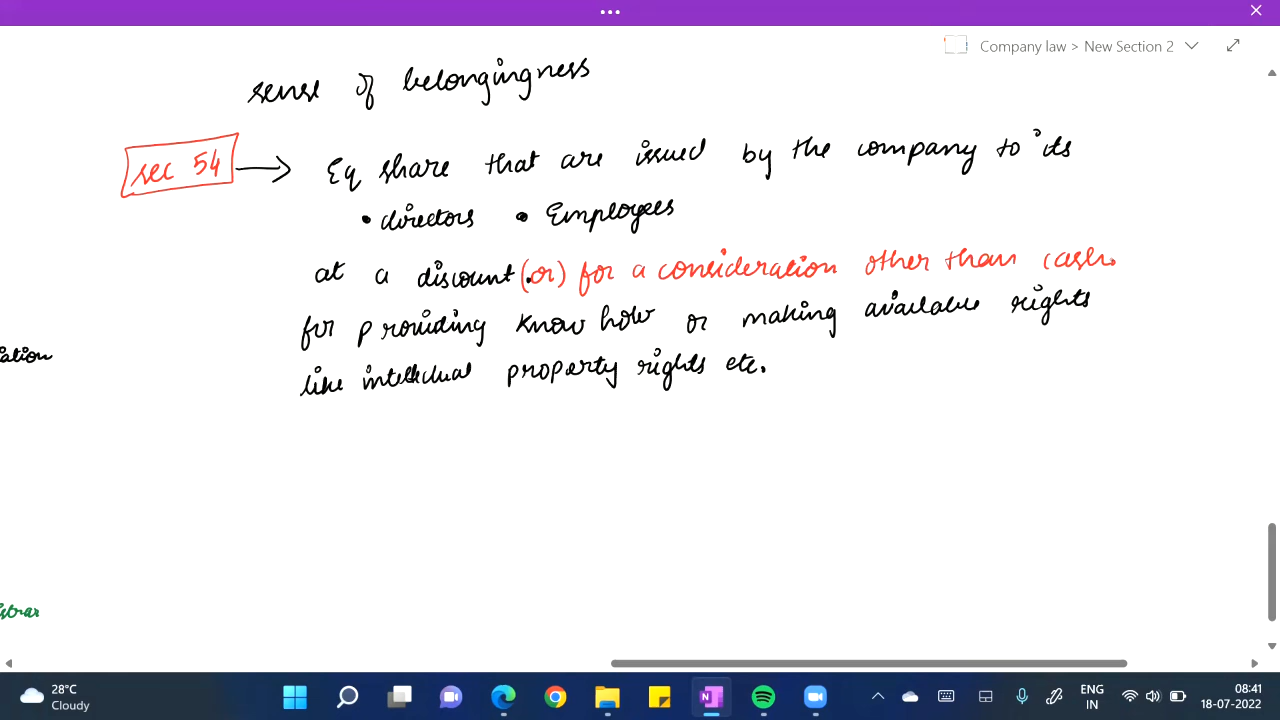 Company law > New Section 2
sense of belongingness
sec 54 → Eq share that are issued by the company to its
• directors • Employees
at a discount (or) for a consideration other than cash.
for providing know how or making available rights
iation
like intellectual property rights etc.
strar
28°C
Cloudy
ENG
IN
08:41
18-07-2022